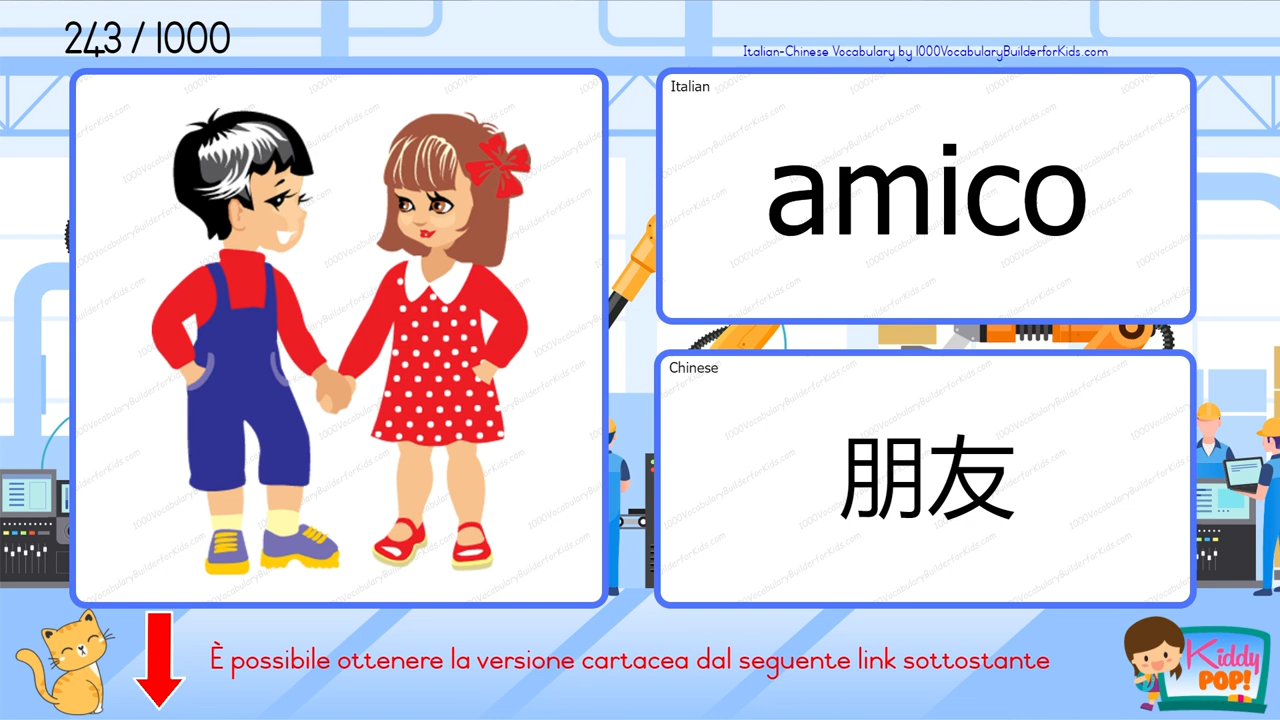 243 / 1000
Italian-Chinese Vocabulary by 1000VocabularyBuilderforKids.com
Italian
amico
Chinese
朋友
È possibile ottenere la versione cartacea dal seguente link sottostante
Kiddy
POP!